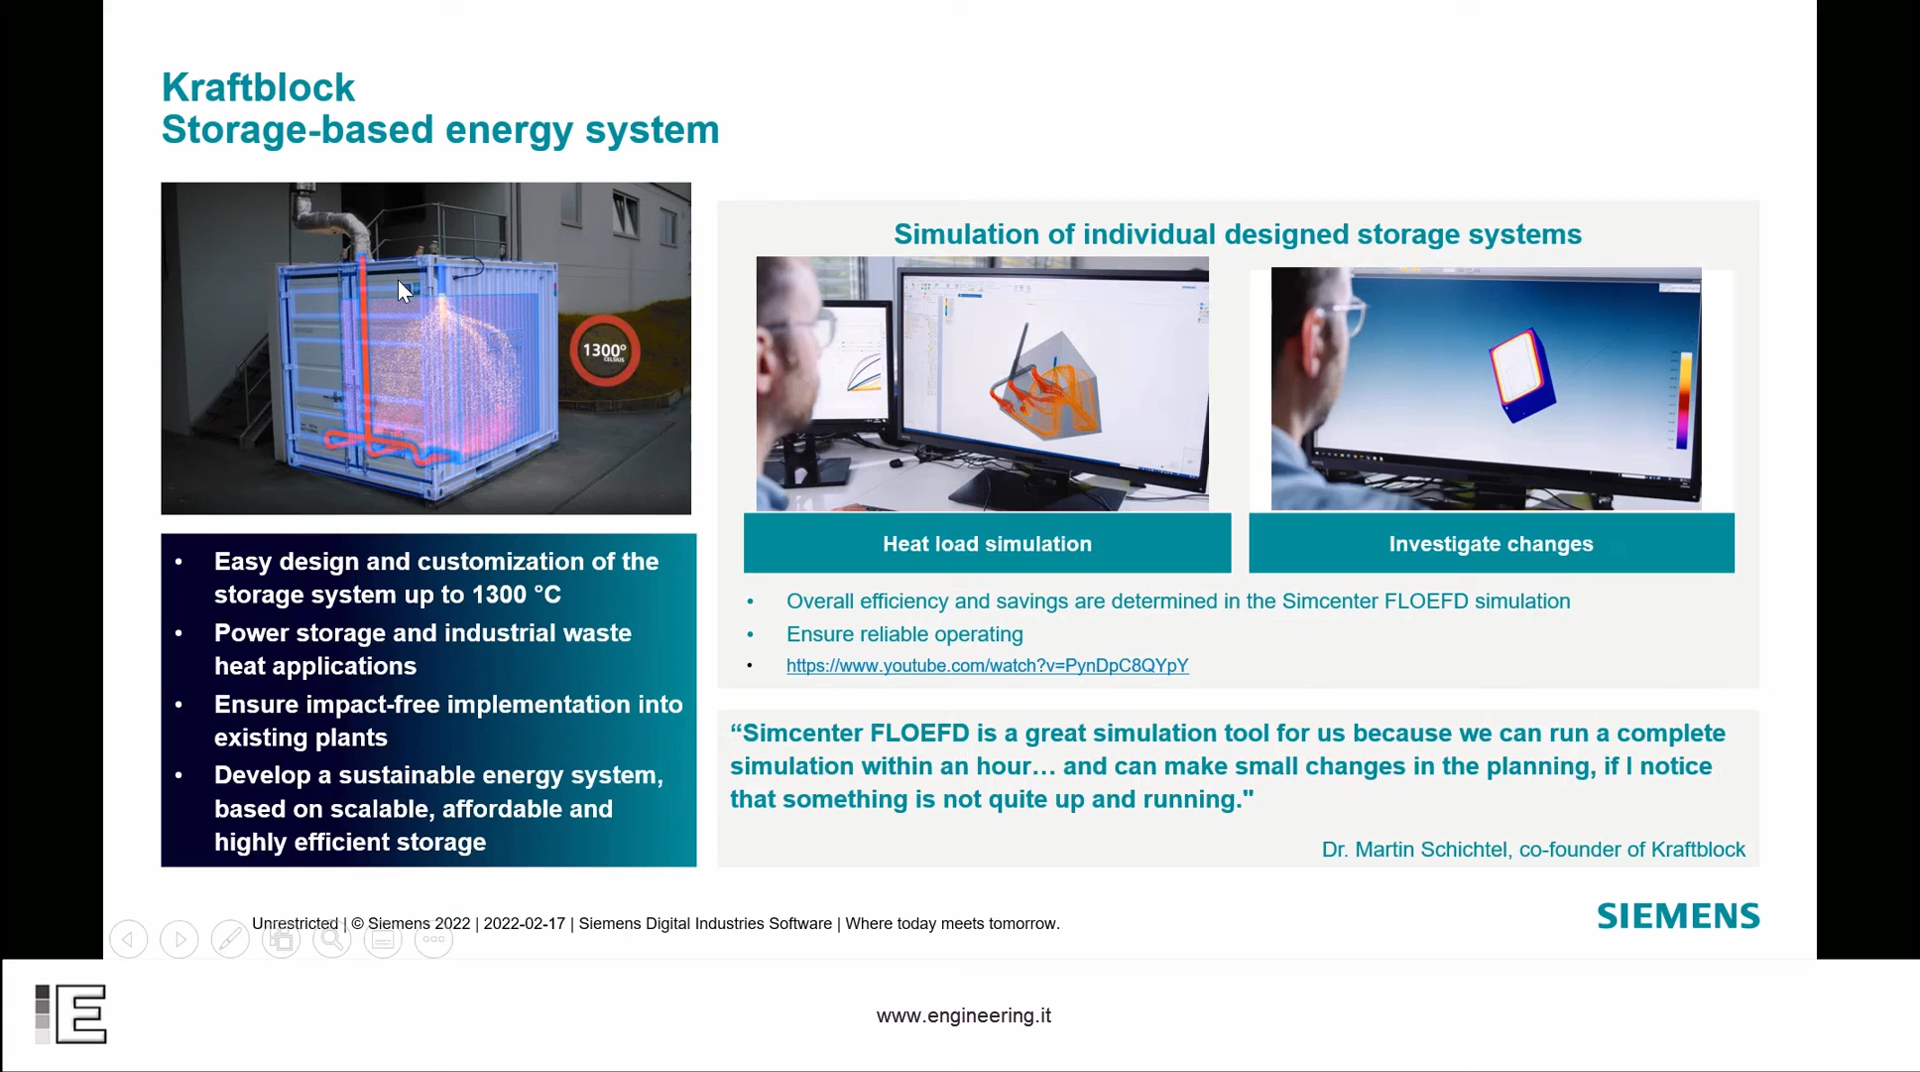 Kraftblock
Storage-based energy system
1300°
CELSIUS
• Easy design and customization of the
storage system up to 1300 °C
• Power storage and industrial waste
heat applications
• Ensure impact-free implementation into
existing plants
• Develop a sustainable energy system,
based on scalable, affordable and
highly efficient storage
Simulation of individual designed storage systems
Heat load simulation
Investigate changes
• Overall efficiency and savings are determined in the Simcenter FLOEFD simulation
• Ensure reliable operating
• https://www.youtube.com/watch?v=PynDpC8QYpY
“Simcenter FLOEFD is a great simulation tool for us because we can run a complete
simulation within an hour… and can make small changes in the planning, if I notice
that something is not quite up and running."
Dr. Martin Schichtel, co-founder of Kraftblock
Unrestricted | © Siemens 2022 | 2022-02-17 | Siemens Digital Industries Software | Where today meets tomorrow.
SIEMENS
iE
www.engineering.it